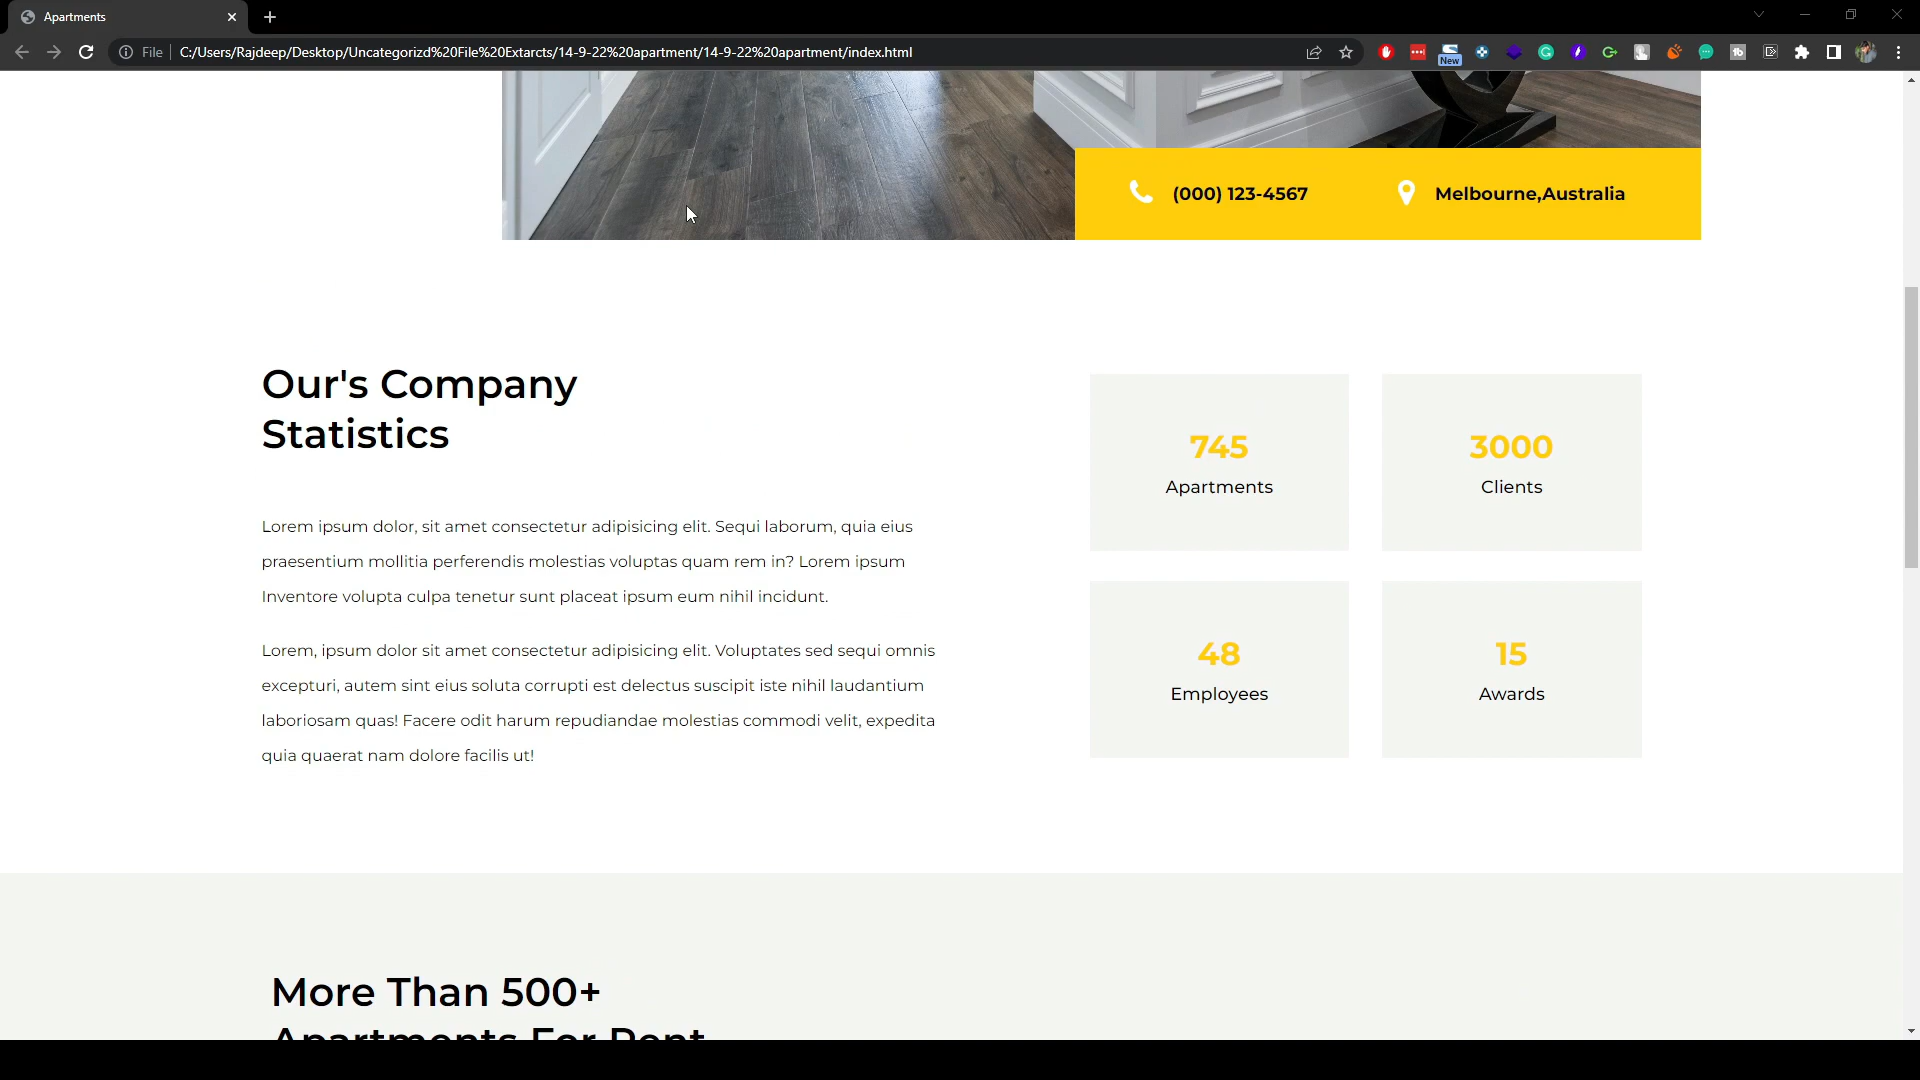 Apartments
File
C:/Users/Rajdeep/Desktop/Uncategorizd%20File%20Extarcts/14-9-22%20apartment/14-9-22%20apartment/index.html
New
(000) 123-4567
Melbourne,Australia
Our's Company
Statistics
Lorem ipsum dolor, sit amet consectetur adipisicing elit. Sequi laborum, quia eius
praesentium mollitia perferendis molestias voluptas quam rem in? Lorem ipsum
Inventore volupta culpa tenetur sunt placeat ipsum eum nihil incidunt.
Lorem, ipsum dolor sit amet consectetur adipisicing elit. Voluptates sed sequi omnis
excepturi, autem sint eius soluta corrupti est delectus suscipit iste nihil laudantium
laboriosam quas! Facere odit harum repudiandae molestias commodi velit, expedita
quia quaerat nam dolore facilis ut!
745
Apartments
3000
Clients
48
Employees
15
Awards
More Than 500+
Apartments For Rent